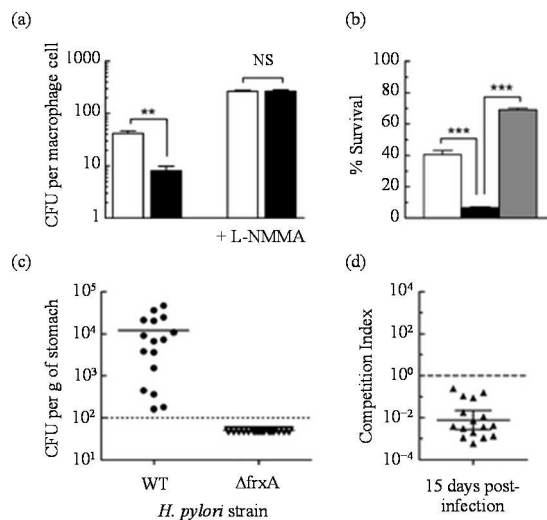 (a)
CFU per macrophage cell
1000
100
10
1
**
NS
+ L-NMMA
(b)
% Survival
100
80
60
40
20
0
***
***
(c)
CFU per g of stomach
10⁵
10⁴
10³
10²
10¹
WT
ΔfrxA
H. pylori strain
(d)
Competition Index
10⁴
10²
10⁰
10⁻²
10⁻⁴
15 days post-
infection